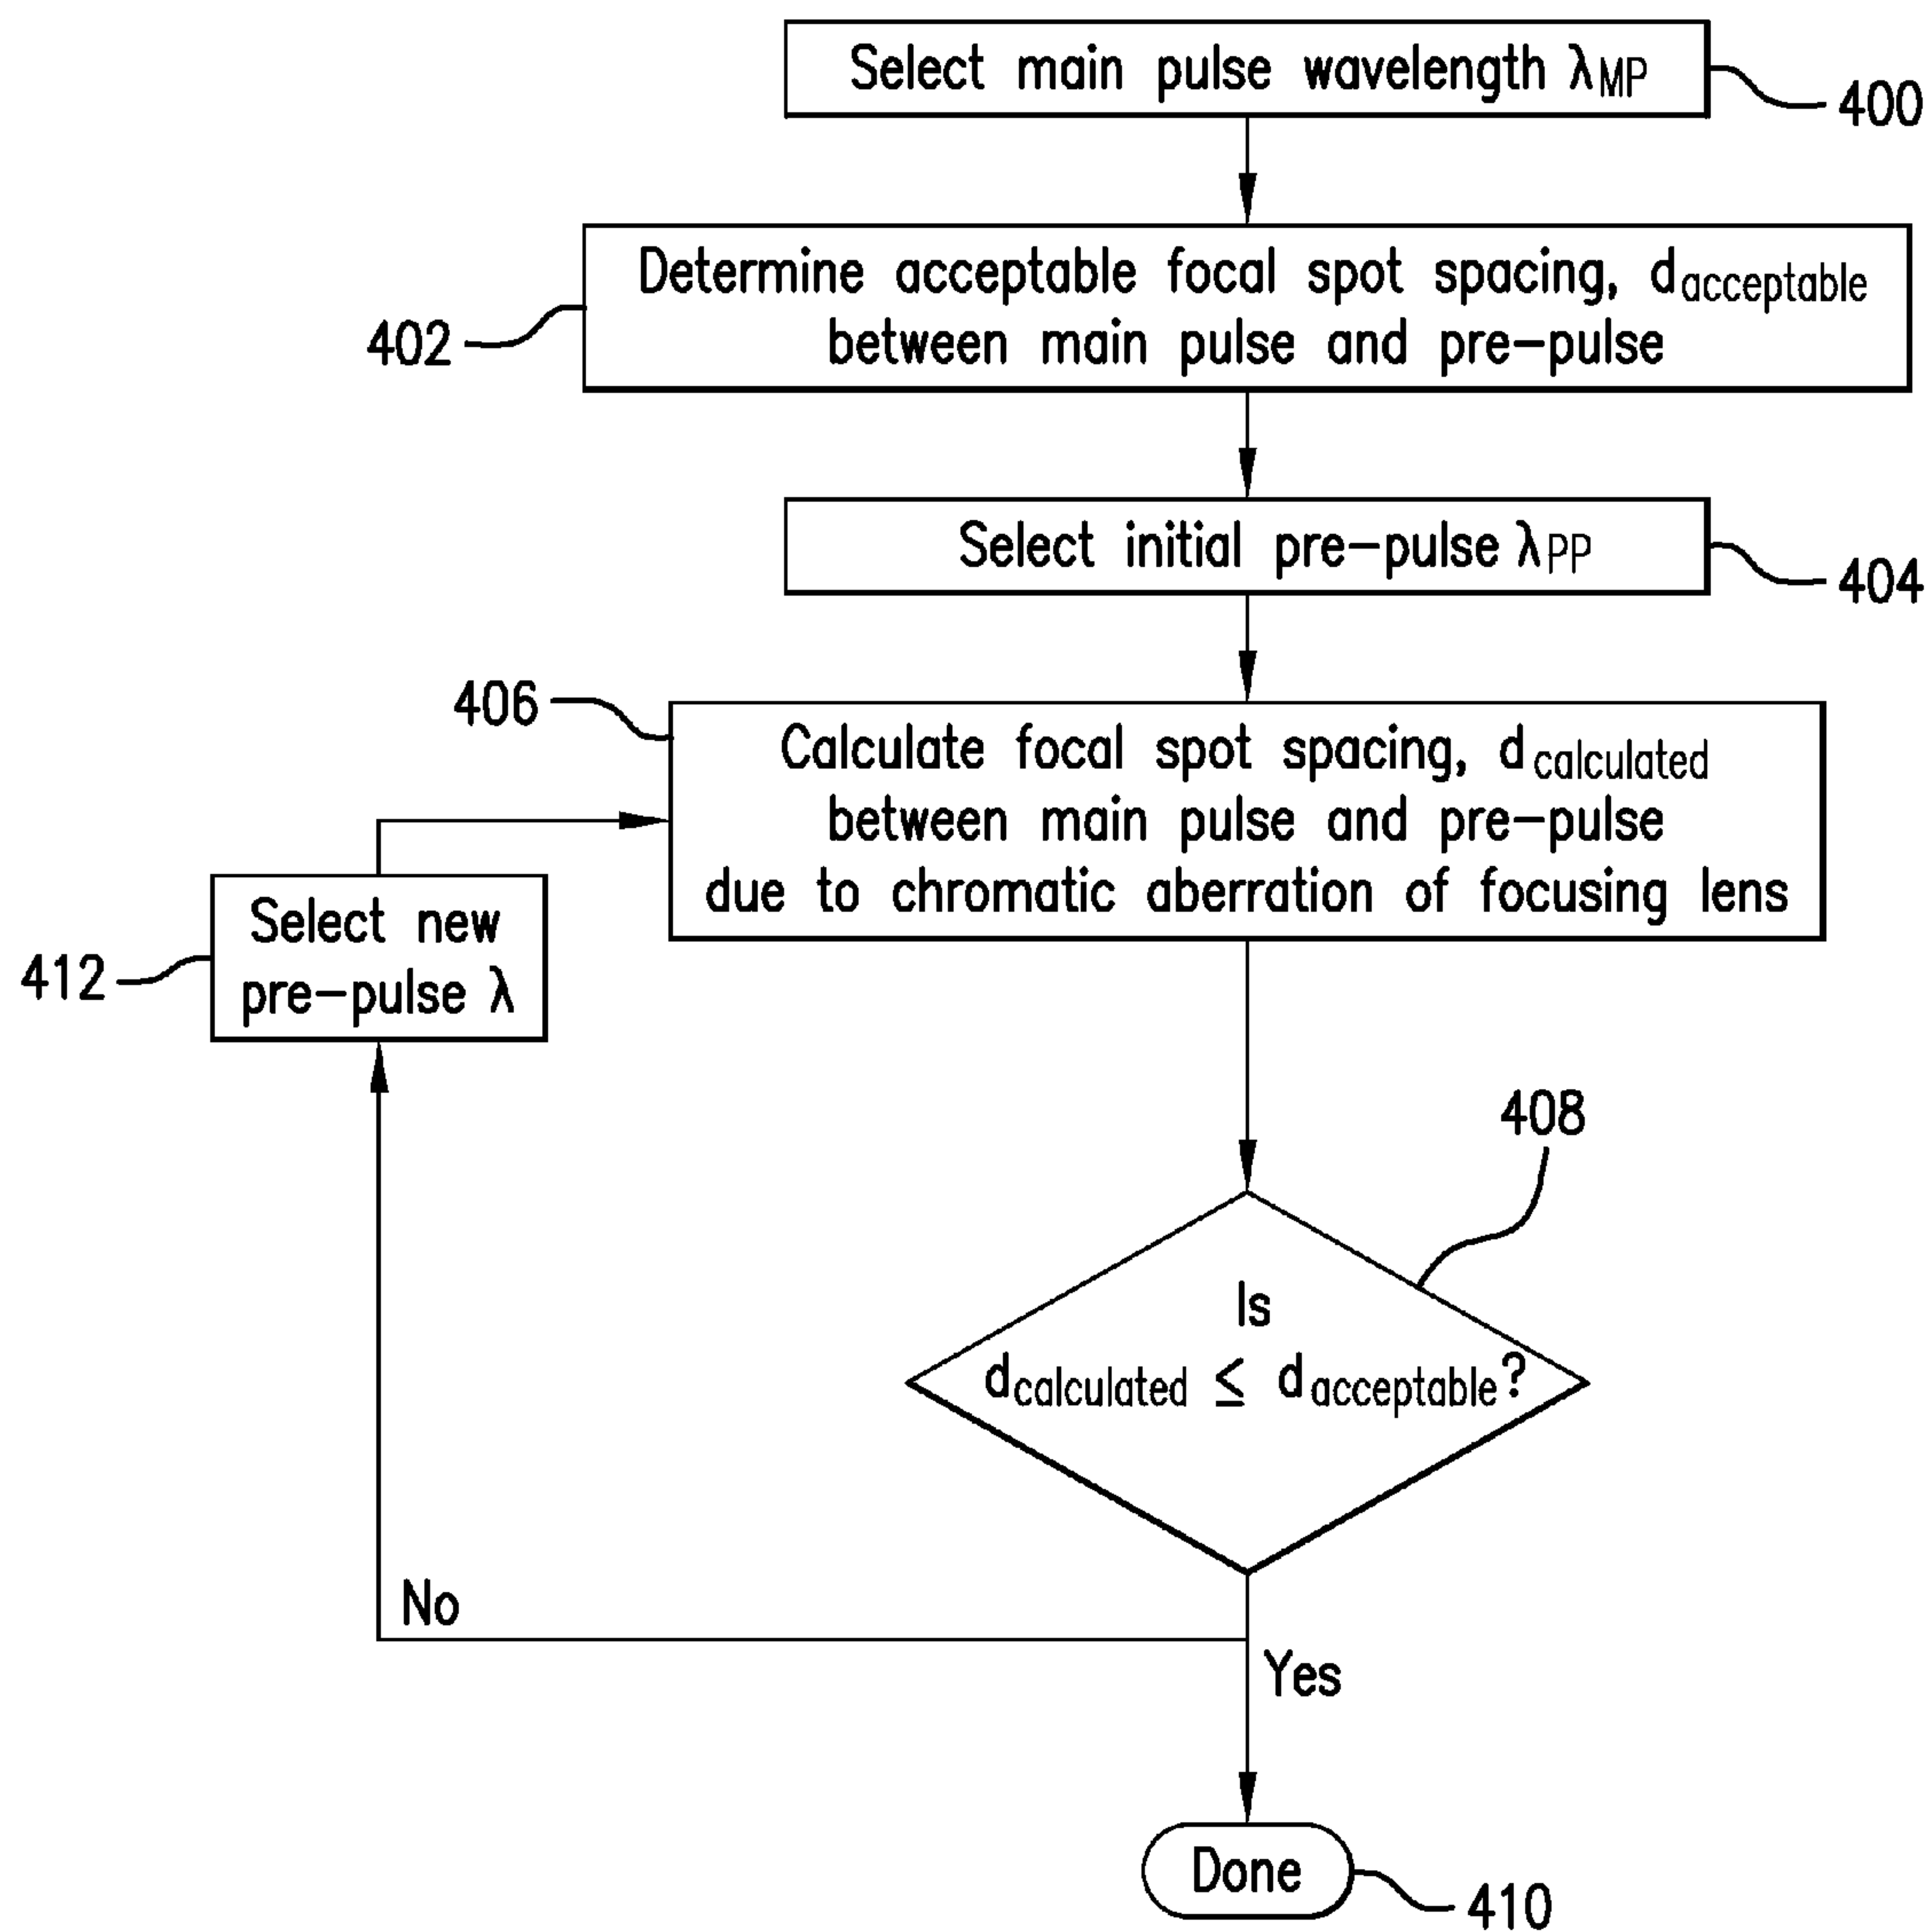 Select main pulse wavelength λMP
400
Determine acceptable focal spot spacing, dacceptable
between main pulse and pre-pulse
402
Select initial pre-pulse λPP
404
406
Calculate focal spot spacing, dcalculated
between main pulse and pre-pulse
due to chromatic aberration of focusing lens
Select new
pre-pulse λ
412
408
Is
dcalculated ≤ dacceptable?
No
Yes
Done
410